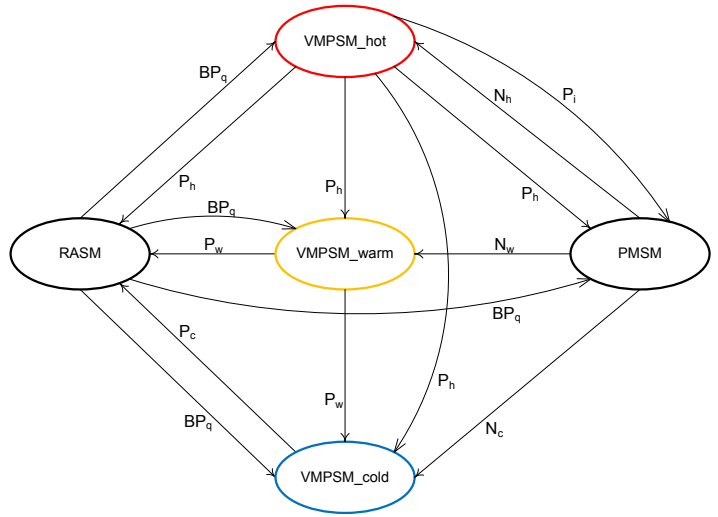 VMPSM_hot
BPq
Nh
Pi
Ph
Ph
Ph
BPq
RASM
Pw
VMPSM_warm
Nw
PMSM
BPq
Pc
Pw
Ph
BPq
Nc
VMPSM_cold